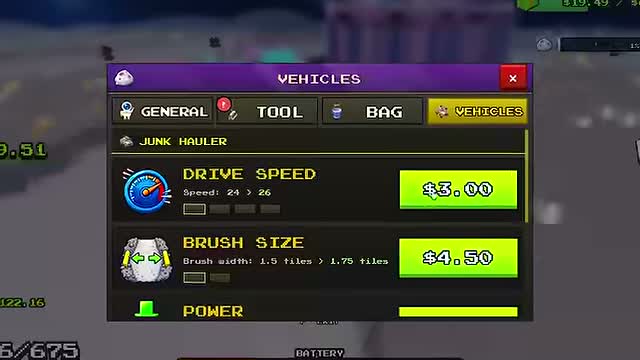 $19.49 /
1%
VEHICLES
×
GENERAL
TOOL
BAG
VEHICLES
JUNK HAULER
9.51
DRIVE SPEED
Speed: 24 > 26
$3.00
BRUSH SIZE
Brush width: 1.5 tiles > 1.75 tiles
$4.50
122.16
POWER
6/675
BATTERY